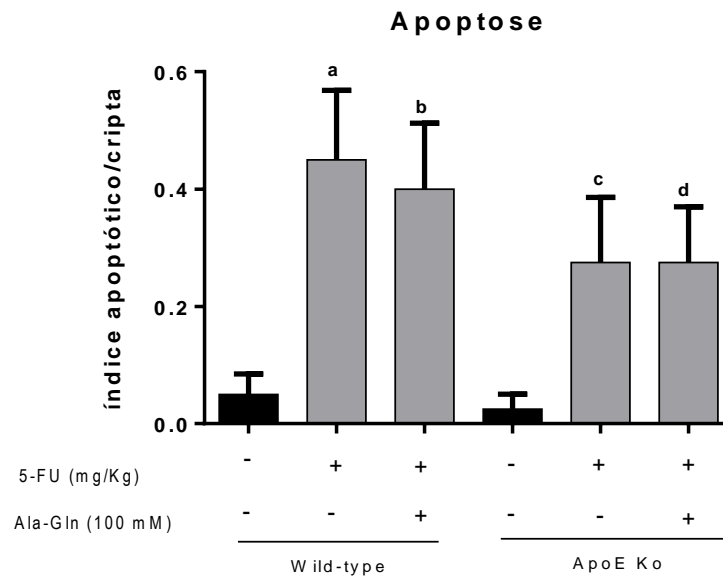 Apoptose
índice apoptótico/cripta
0.6
0.4
0.2
0.0
a
b
c
d
5-FU (mg/Kg) - + + - + +
Ala-Gln (100 mM) - - + - - +
Wild-type ApoE Ko